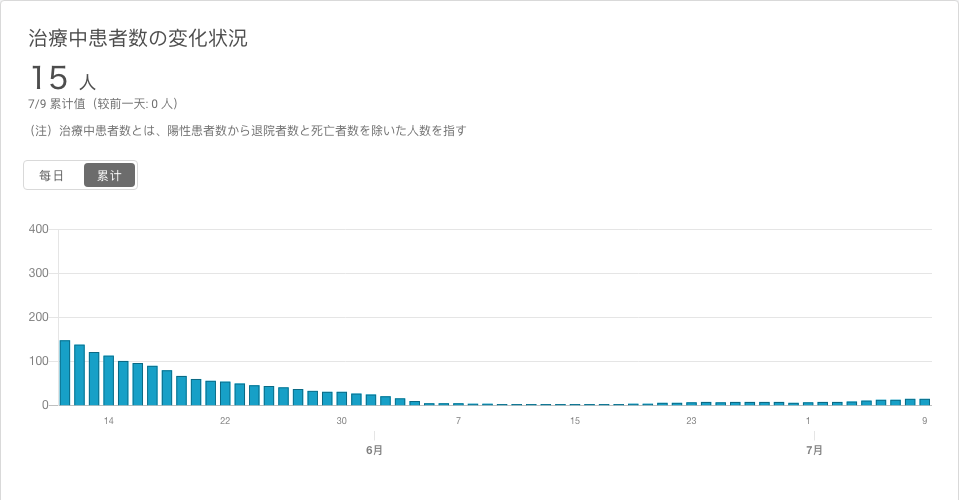 治療中患者数の変化状況
15 人
7/9 累计值（较前一天: 0 人）
（注）治療中患者数とは、陽性患者数から退院者数と死亡者数を除いた人数を指す
每日 累计
400
300
200
100
0
14 22 30 7 15 23 1 9
6月 7月